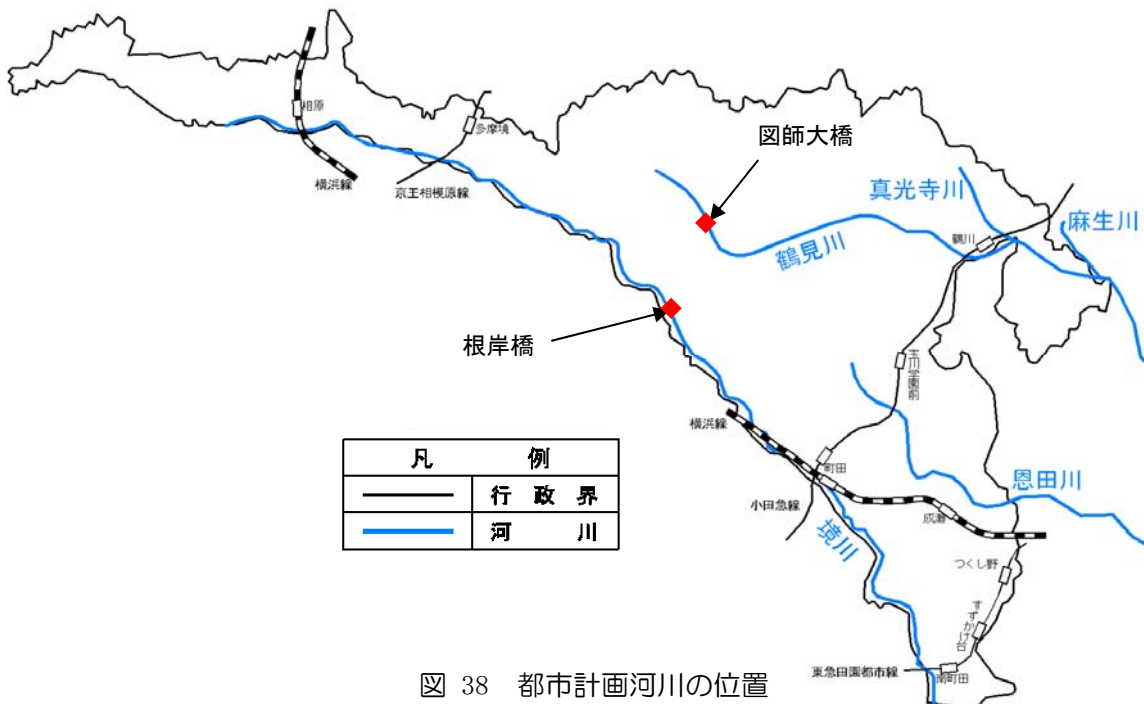 相原
多摩境
横浜線
京王相模原線
図師大橋
真光寺川
麻生川
鶴川
鶴見川
根岸橋
玉川学園前
横浜線
町田
小田急線
成瀬
恩田川
境川
つくし野
すずかけ台
東急田園都市線
南町田
凡 例
行 政 界
河 川
図 38 都市計画河川の位置